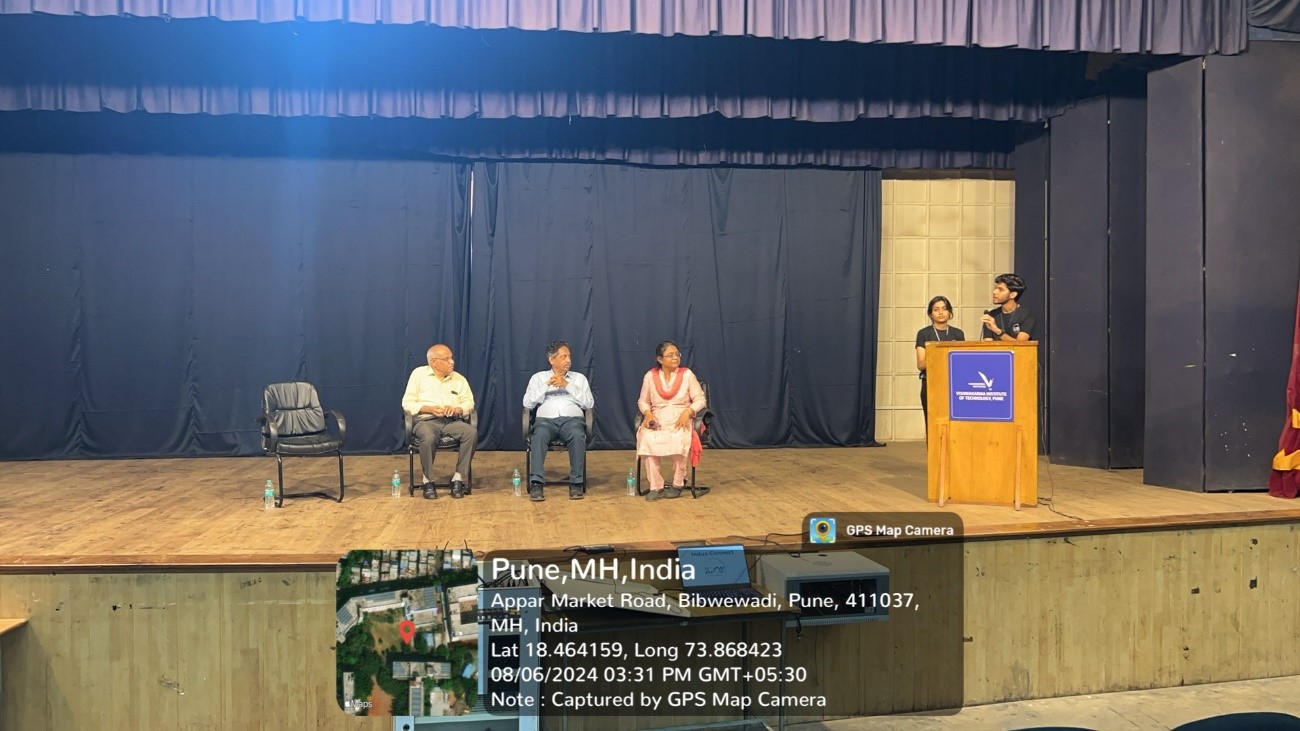 VISHWAKARMA INSTITUTE
OF TECHNOLOGY, PUNE
GPS Map Camera
Pune,MH,India
Appar Market Road, Bibwewadi, Pune, 411037,
MH, India
Lat 18.464159, Long 73.868423
08/06/2024 03:31 PM GMT+05:30
Note : Captured by GPS Map Camera
Maps